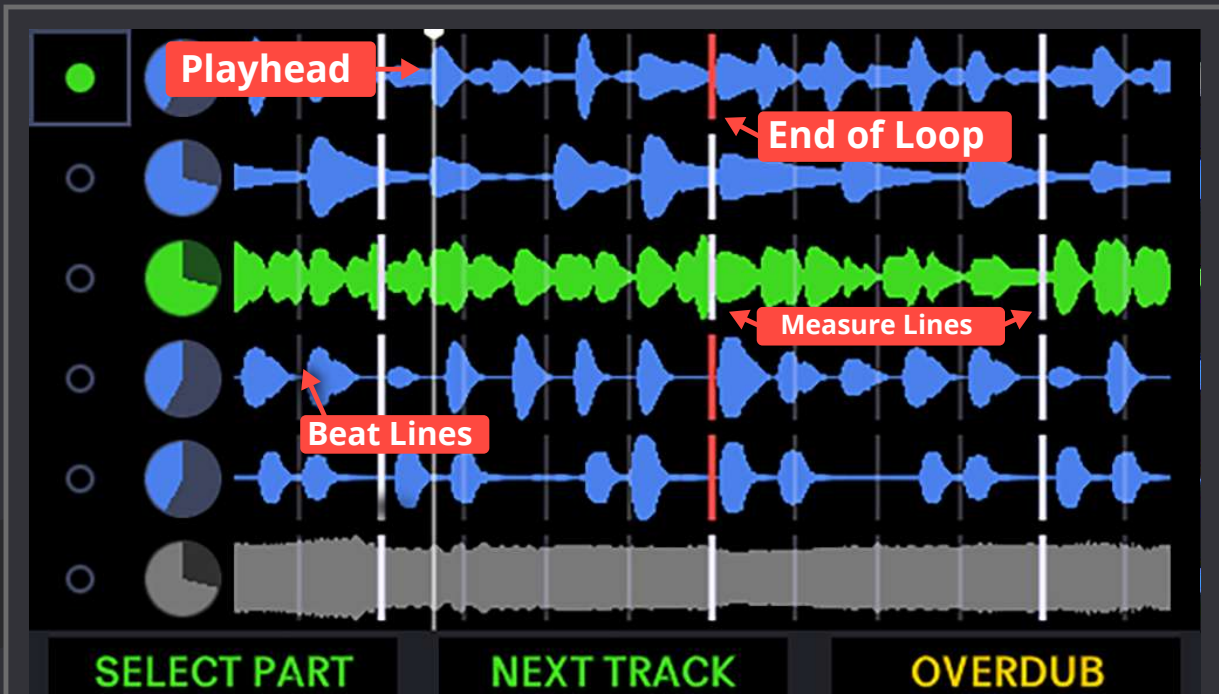 Playhead
End of Loop
Measure Lines
Beat Lines
SELECT PART
NEXT TRACK
OVERDUB